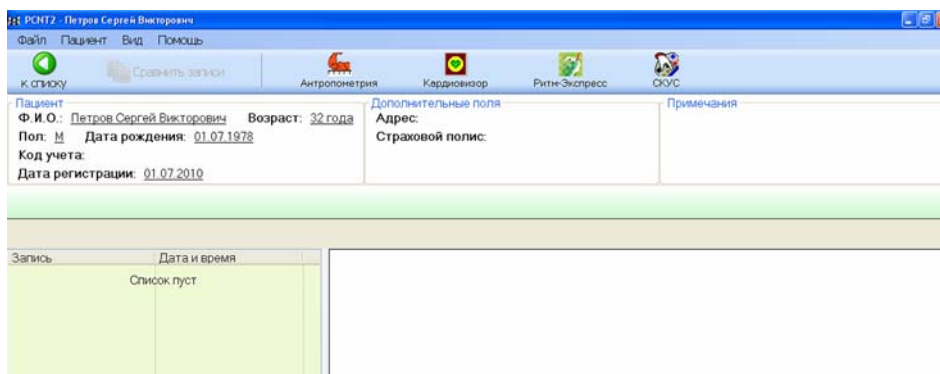 PCNT2 - Петров Сергей Викторович
Файл Пациент Вид Помощь
к списку Сравнить записи Антропометрия Кардиовизор Ритм-Экспресс СКУС
Пациент Дополнительные поля Примечания
Ф.И.О.: Петров Сергей Викторович Возраст: 32 года Адрес:
Пол: М Дата рождения: 01.07.1978 Страховой полис:
Код учета:
Дата регистрации: 01.07.2010
Запись Дата и время
Список пуст